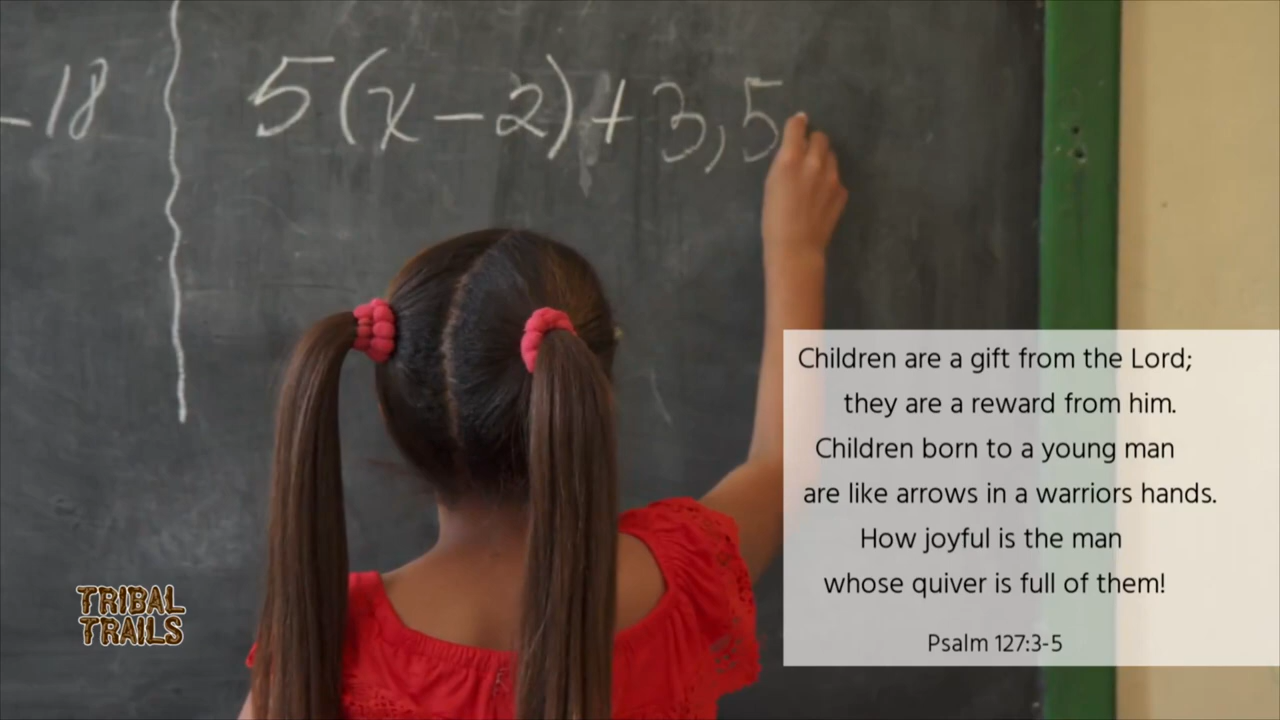 -18
5(x-2)+3,5
Children are a gift from the Lord;
they are a reward from him.
Children born to a young man
are like arrows in a warriors hands.
How joyful is the man
whose quiver is full of them!
Psalm 127:3-5
TRIBAL
TRAILS